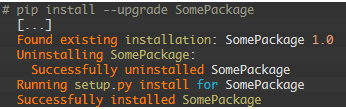 # pip install --upgrade SomePackage
[...]
Found existing installation: SomePackage 1.0
Uninstalling SomePackage:
Successfully uninstalled SomePackage
Running setup.py install for SomePackage
Successfully installed SomePackage